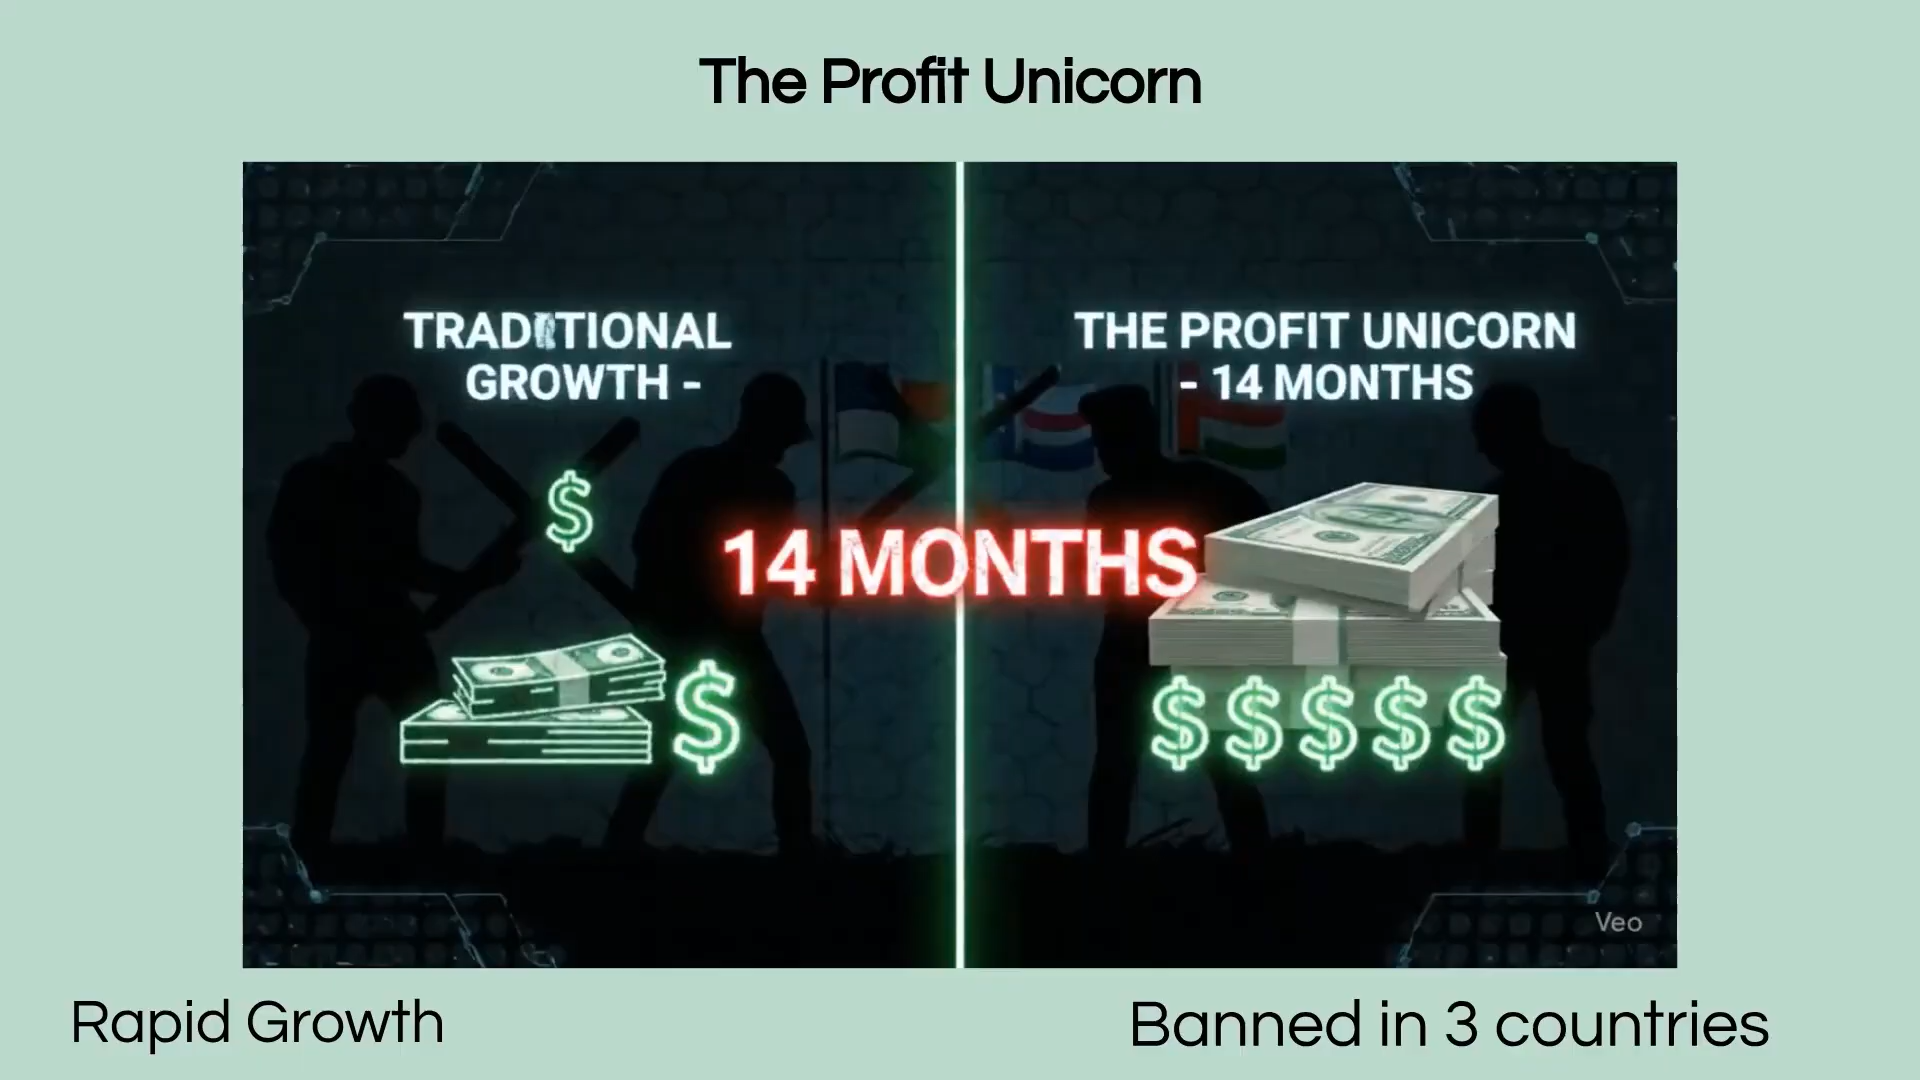 The Profit Unicorn
TRADITIONAL
GROWTH -
THE PROFIT UNICORN
- 14 MONTHS
$
14 MONTHS
$
$ $ $ $ $
Veo
Rapid Growth
Banned in 3 countries